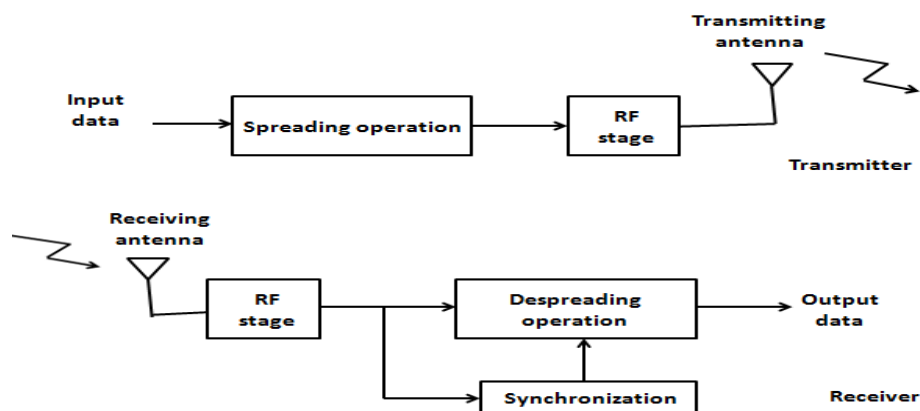 Transmitting
antenna
Input
data
Spreading operation
RF
stage
Transmitter
Receiving
antenna
RF
stage
Despreading
operation
Output
data
Synchronization
Receiver